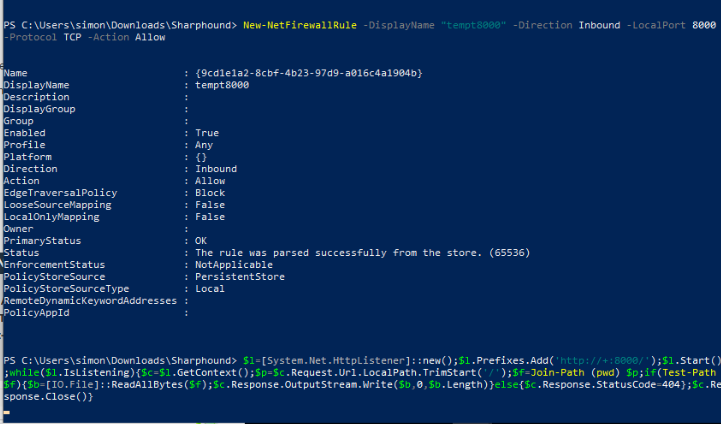 PS C:\Users\simon\Downloads\Sharphound> New-NetFirewallRule -DisplayName "tempt8000" -Direction Inbound -LocalPort 8000
-Protocol TCP -Action Allow
Name : {9cd1e1a2-8cbf-4b23-97d9-a016c4a1904b}
DisplayName : tempt8000
Description :
DisplayGroup :
Group :
Enabled : True
Profile : Any
Platform : {}
Direction : Inbound
Action : Allow
EdgeTraversalPolicy : Block
LooseSourceMapping : False
LocalOnlyMapping : False
Owner :
PrimaryStatus : OK
Status : The rule was parsed successfully from the store. (65536)
EnforcementStatus : NotApplicable
PolicyStoreSource : PersistentStore
PolicyStoreSourceType : Local
RemoteDynamicKeywordAddresses :
PolicyAppId :
PS C:\Users\simon\Downloads\Sharphound> $l=[System.Net.HttpListener]::new();$l.Prefixes.Add('http://+:8000/');$l.Start()
;while($l.IsListening){$c=$l.GetContext();$p=$c.Request.Url.LocalPath.TrimStart('/');$f=Join-Path (pwd) $p;if(Test-Path
$f){$b=[IO.File]::ReadAllBytes($f);$c.Response.OutputStream.Write($b,0,$b.Length)}else{$c.Response.StatusCode=404};$c.Re
sponse.Close()}